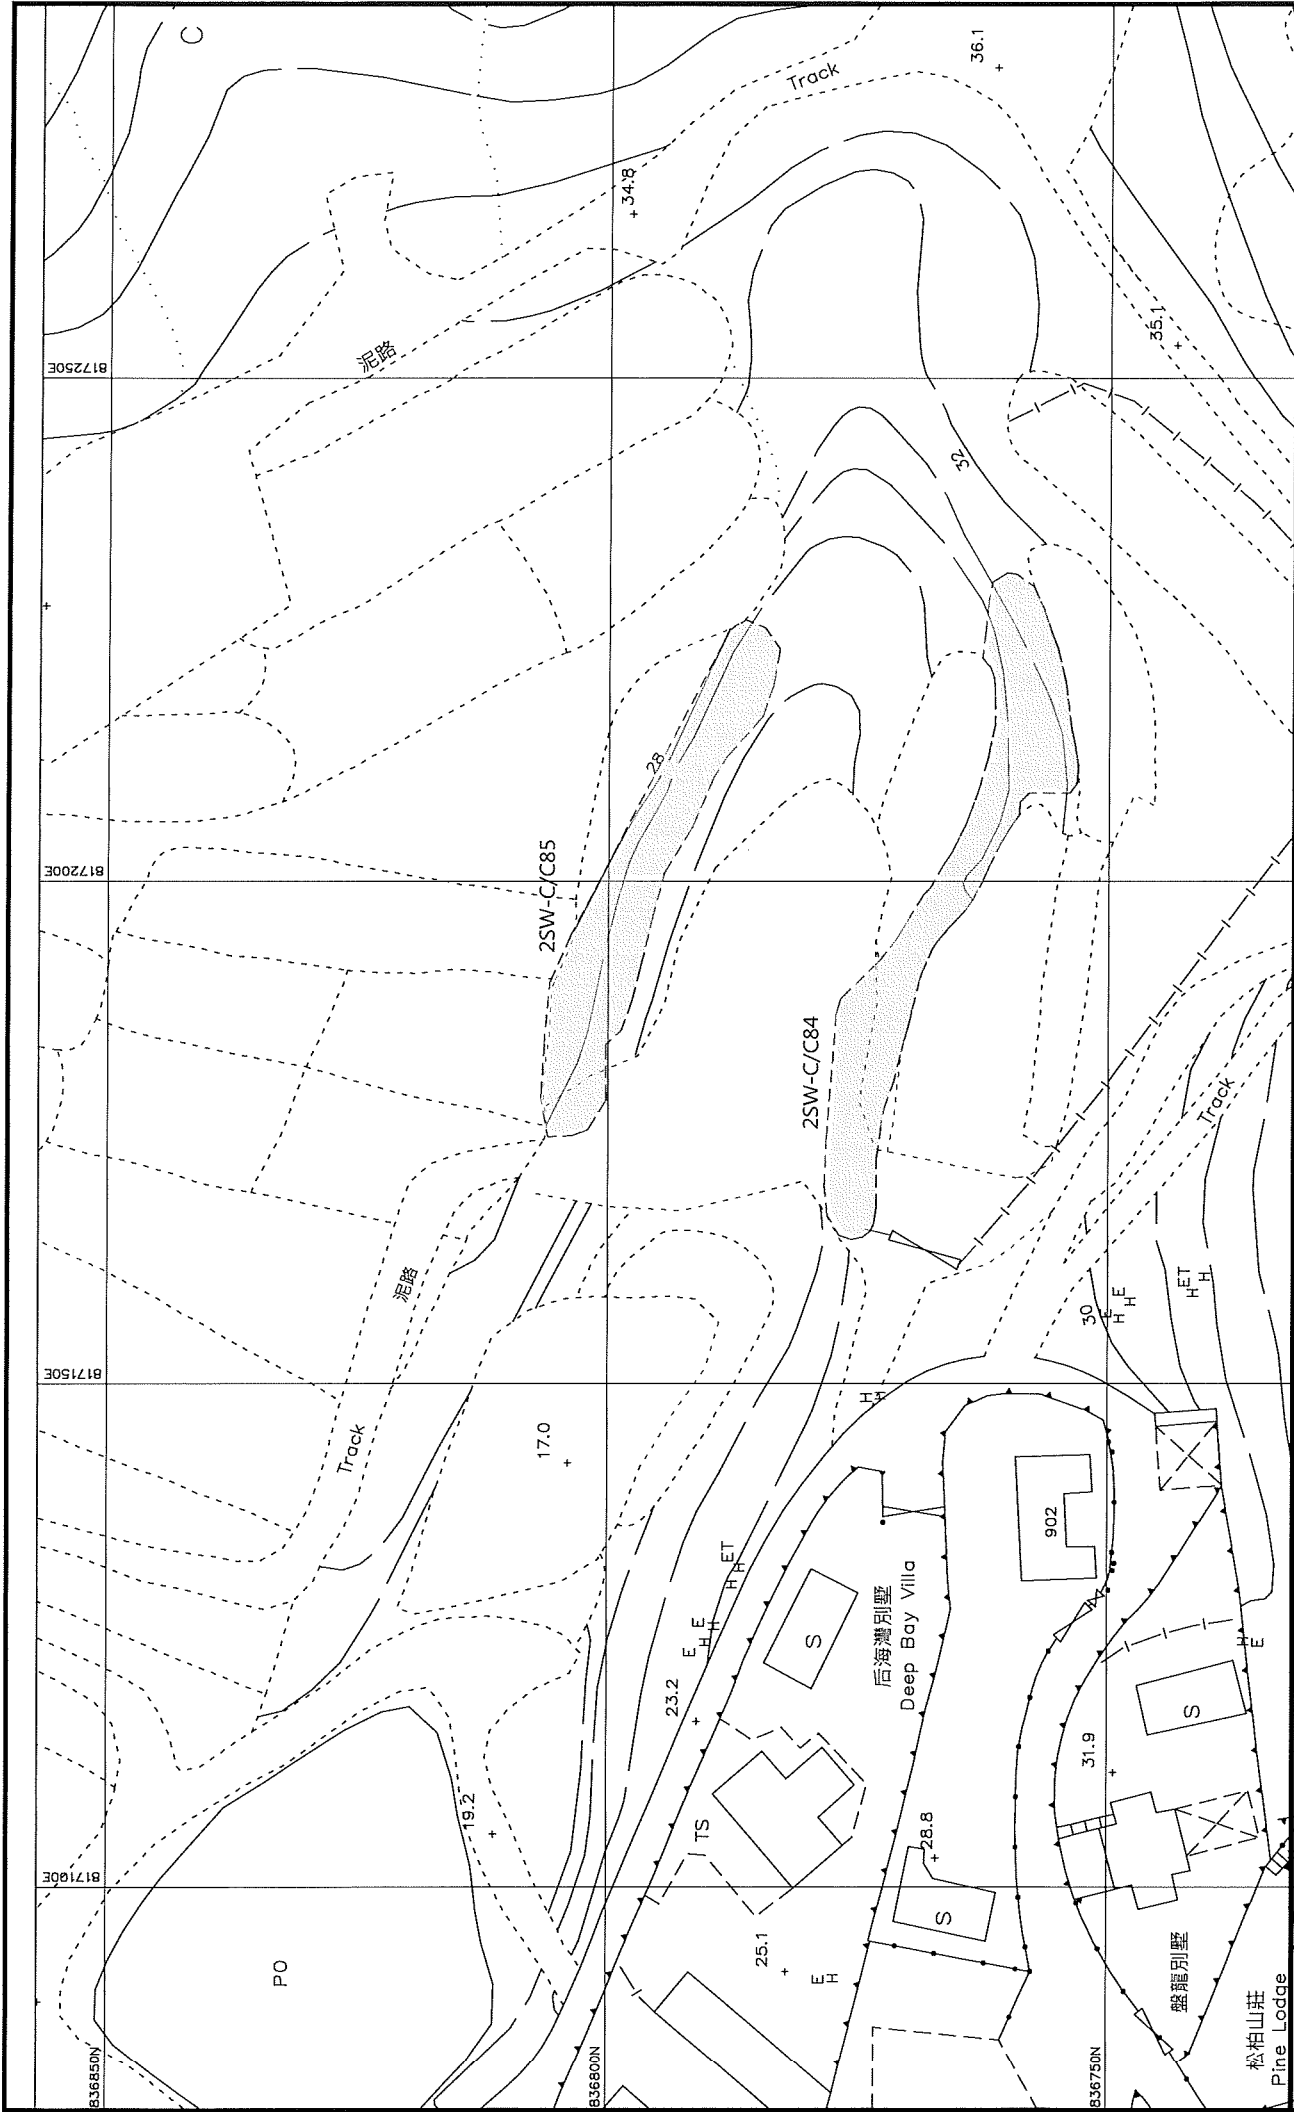 C
36.1
Track
34.8
35.1
泥路
817250E
32
28
2SW-C/C85
817200E
2SW-C/C84
Track
泥路
30
E
H
H
E
ET
H
H
817150E
H
E
Track
17.0
902
ET
H
H
E
E
H
H
S
后海灣別墅
Deep Bay Villa
H
E
23.2
S
31.9
19.2
TS
28.8
817100E
S
PO
25.1
E
H
盤龍別墅
松柏山莊
Pine Lodge
836850N
836800N
836750N